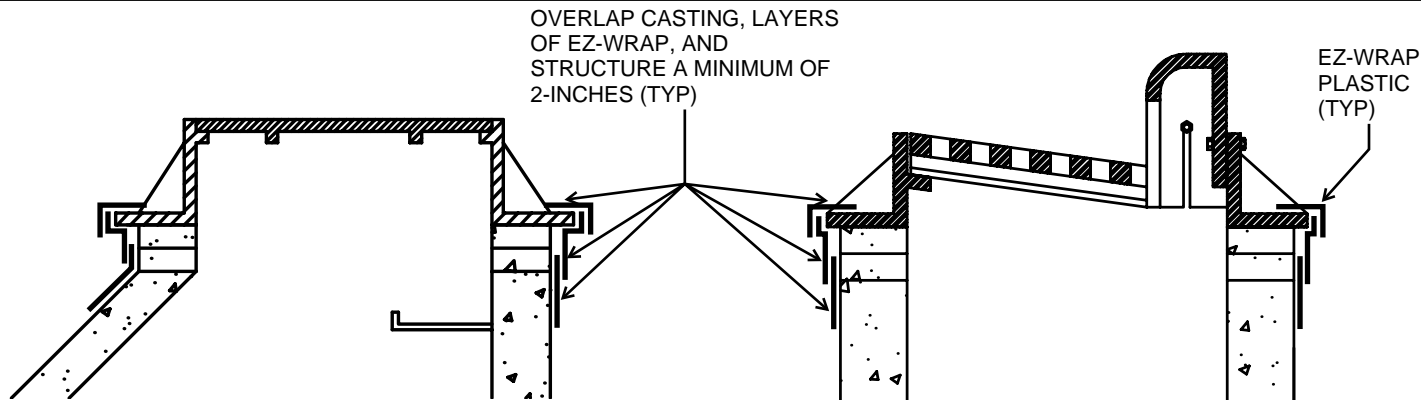 OVERLAP CASTING, LAYERS
OF EZ-WRAP, AND
STRUCTURE A MINIMUM OF
2-INCHES (TYP)
EZ-WRAP
PLASTIC
(TYP)